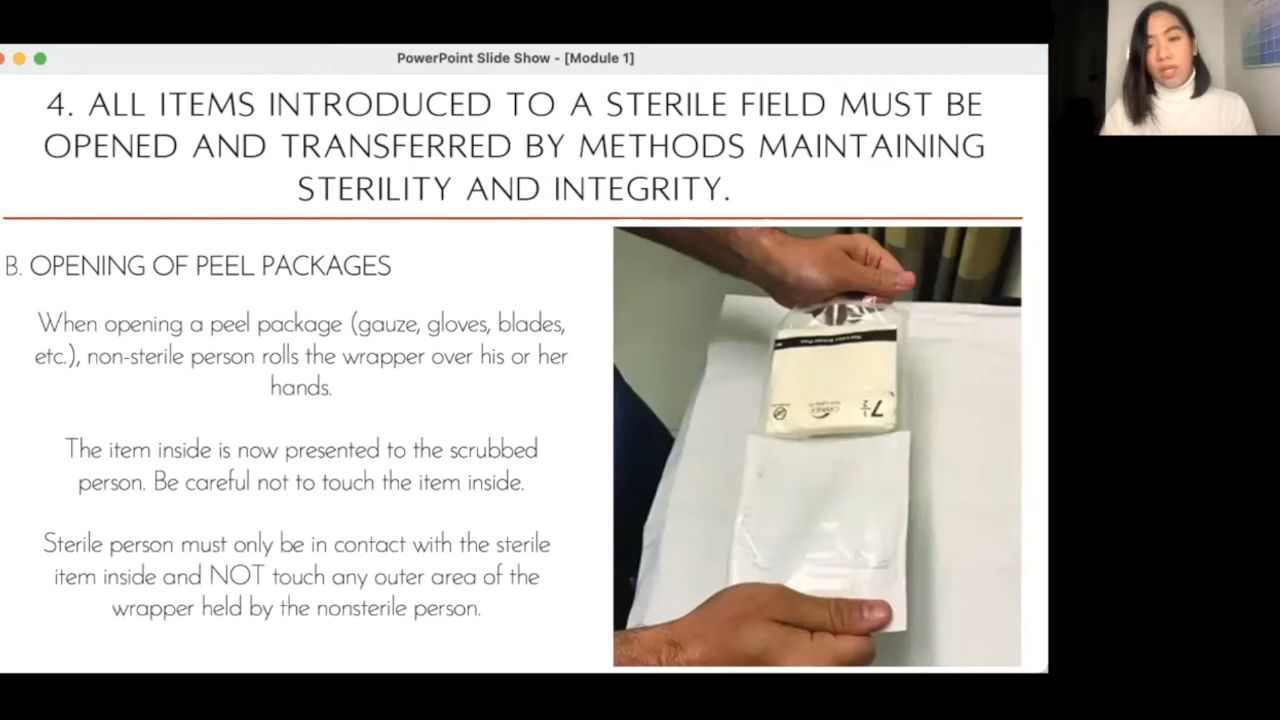 PowerPoint Slide Show - [Module 1]
4. ALL ITEMS INTRODUCED TO A STERILE FIELD MUST BE
OPENED AND TRANSFERRED BY METHODS MAINTAINING
STERILITY AND INTEGRITY.
B. OPENING OF PEEL PACKAGES
When opening a peel package (gauze, gloves, blades,
etc.), non-sterile person rolls the wrapper over his or her
hands.
The item inside is now presented to the scrubbed
person. Be careful not to touch the item inside.
Sterile person must only be in contact with the sterile
item inside and NOT touch any outer area of the
wrapper held by the nonsterile person.
7 1/2